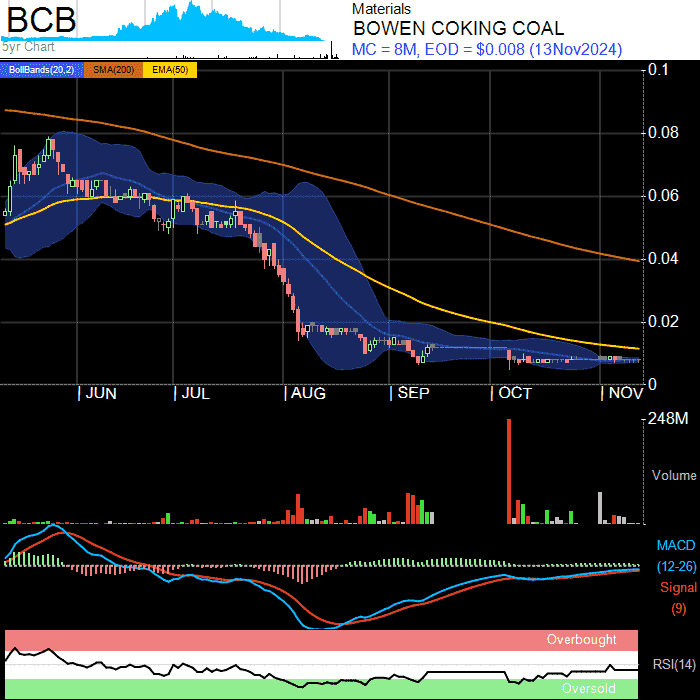 BCB
5yr Chart
Materials
BOWEN COKING COAL
MC = 8M, EOD = $0.008 (13Nov2024)
BollBands(20,2) SMA(200) EMA(50)
0.1
0.08
0.06
0.04
0.02
0
| JUN | JUL | AUG | SEP | OCT | NOV
248M
Volume
MACD
(12-26)
Signal
(9)
Overbought
RSI(14)
Oversold